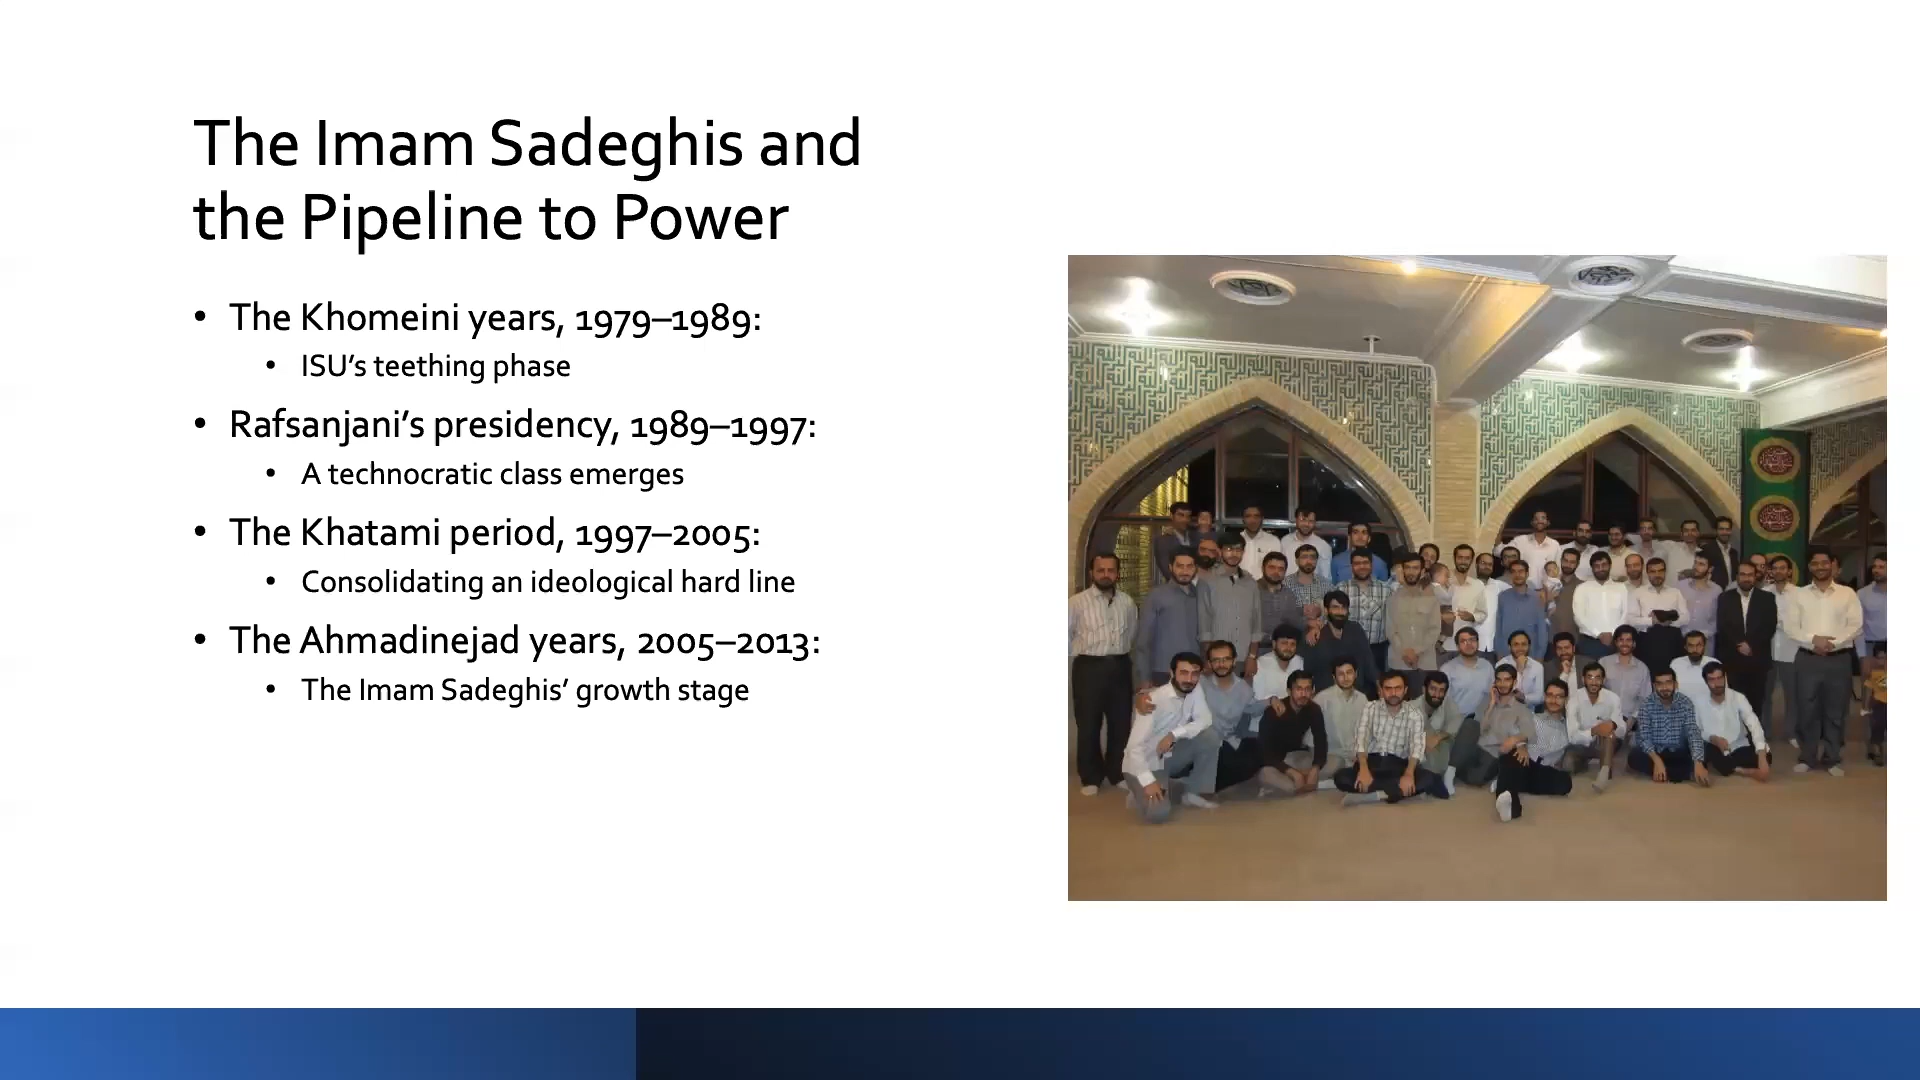 The Imam Sadeghis and
the Pipeline to Power
• The Khomeini years, 1979–1989:
• ISU’s teething phase
• Rafsanjani’s presidency, 1989–1997:
• A technocratic class emerges
• The Khatami period, 1997–2005:
• Consolidating an ideological hard line
• The Ahmadinejad years, 2005–2013:
• The Imam Sadeghis’ growth stage